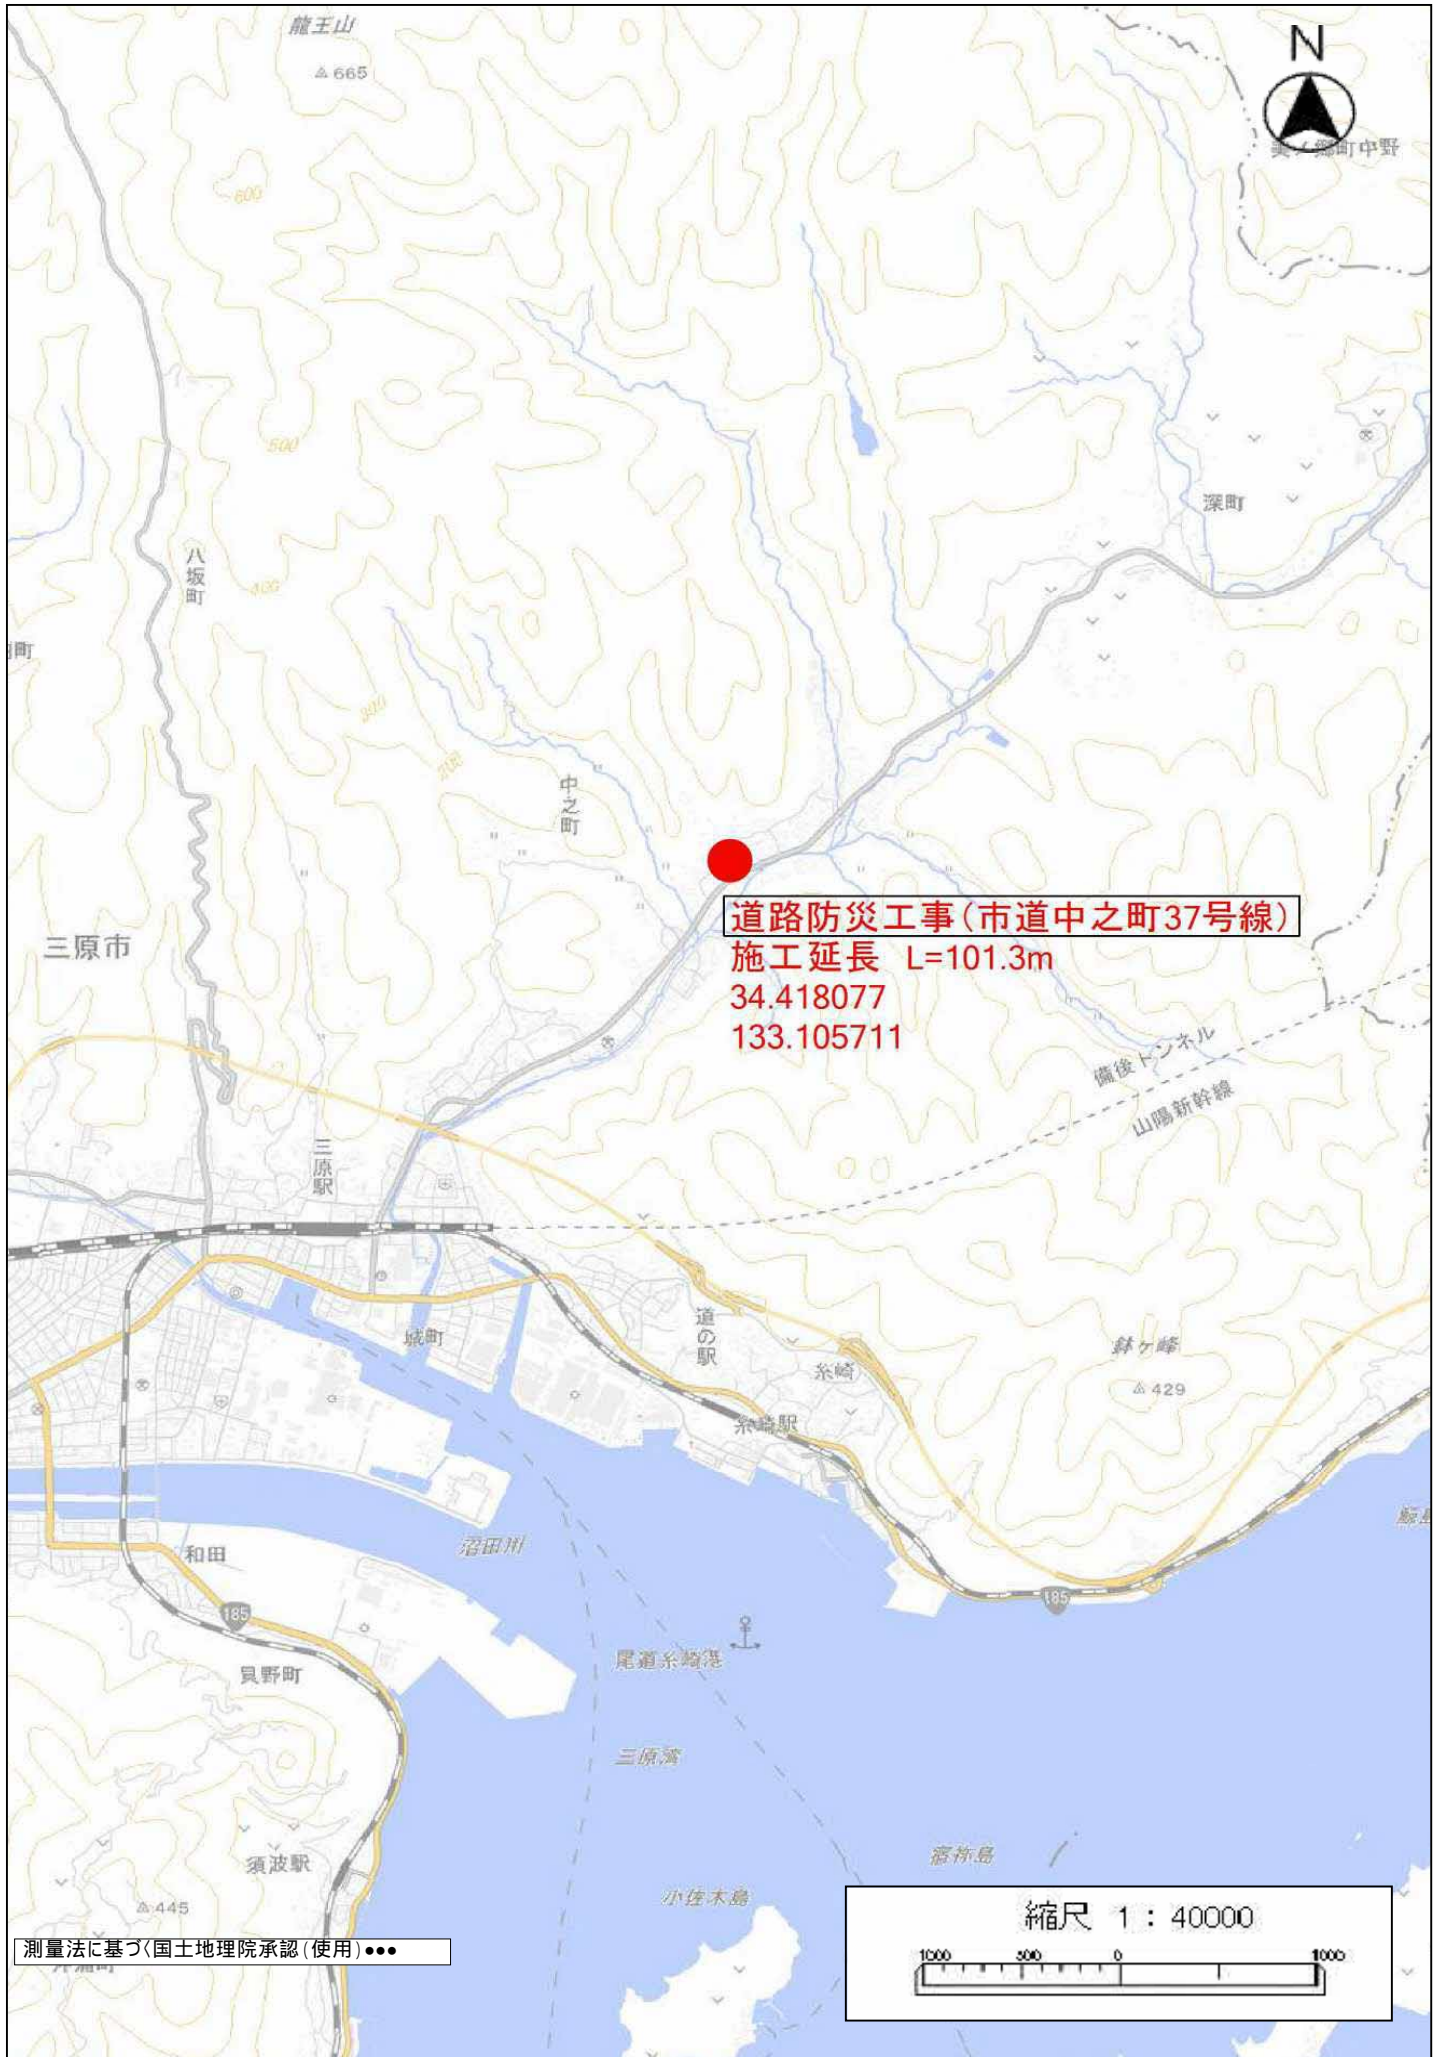 龍王山
665
N
美ノ郷町中野
600
500
深町
八坂町
400
300
200
中之町
道路防災工事(市道中之町37号線)
三原市
施工延長 L=101.3m
34.418077
133.105711
備後トンネル
山陽新幹線
三原駅
道の駅
城町
鉢ヶ峰
糸崎
429
糸崎駅
沼田川
和田
185
185
尾道糸崎港
貝野町
三原湾
須波駅
宿祢島
小佐木島
445
縮尺 1:40000
測量法に基づく国土地理院承認(使用)●●●
1000 500 0 1000